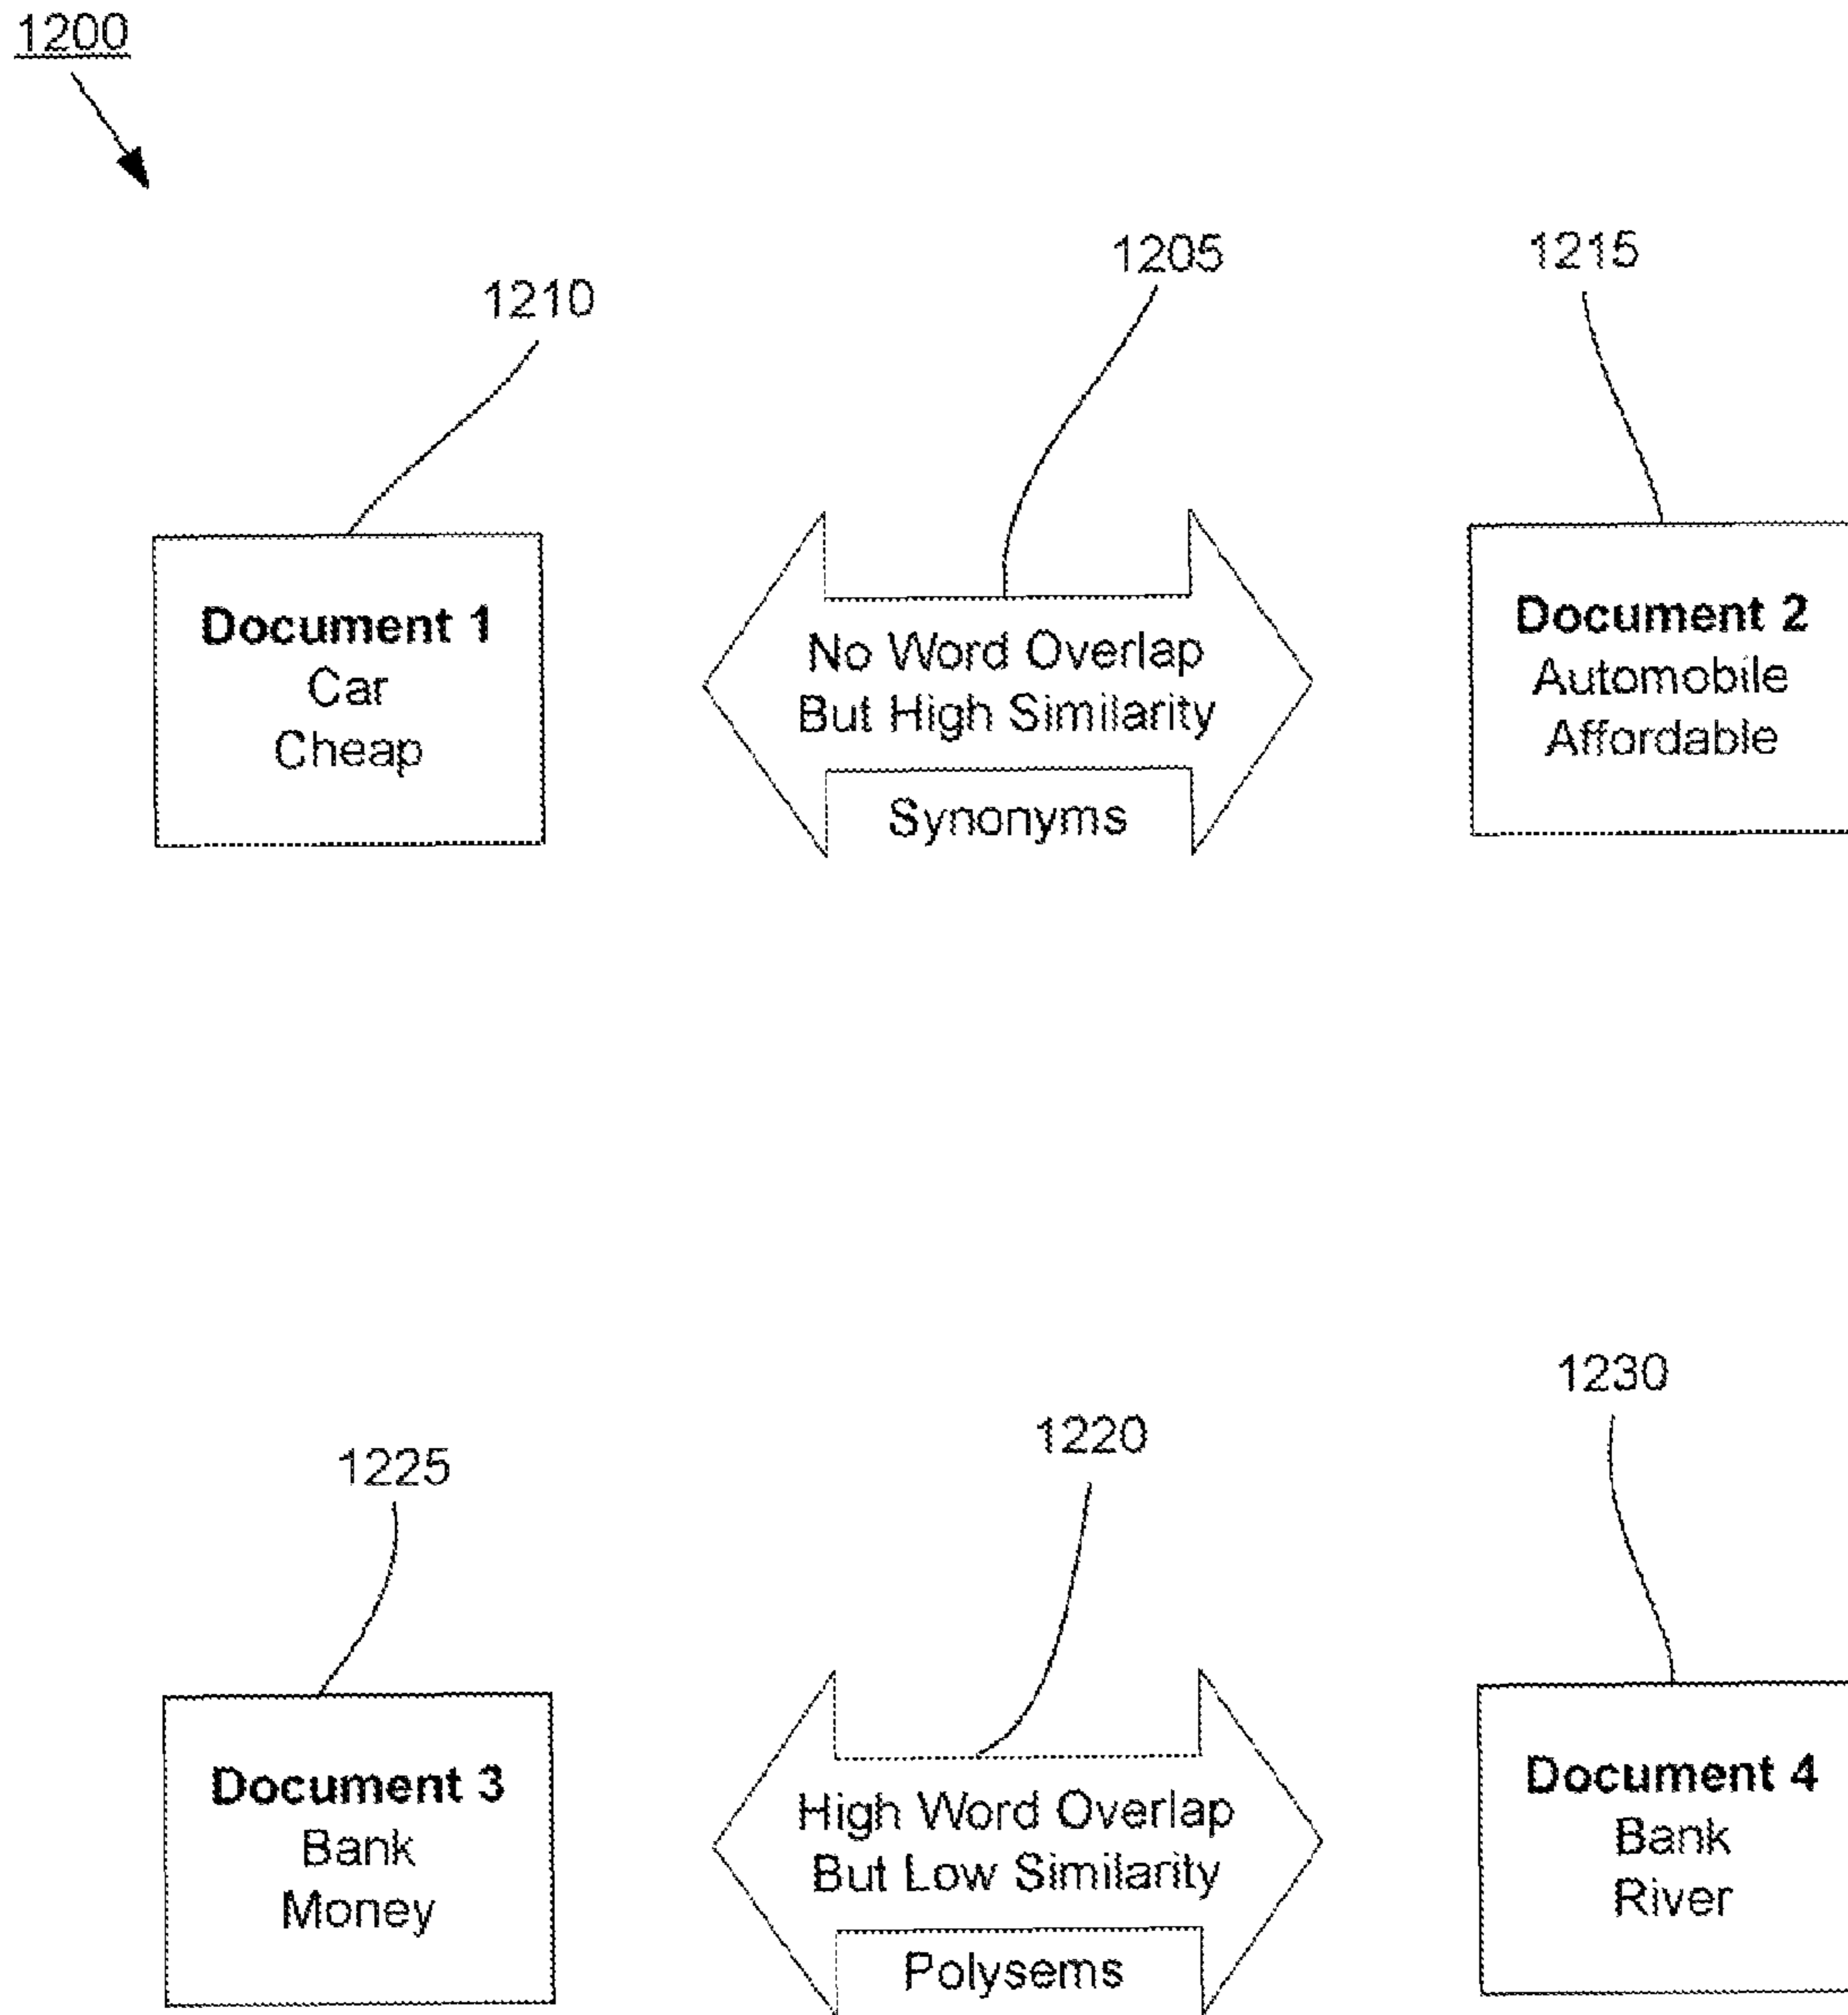 1200
1205
1215
1210
Document 1
Car
Cheap
No Word Overlap
But High Similarity
Synonyms
Document 2
Automobile
Affordable
1230
1220
1225
Document 3
Bank
Money
High Word Overlap
But Low Similarity
Polysems
Document 4
Bank
River